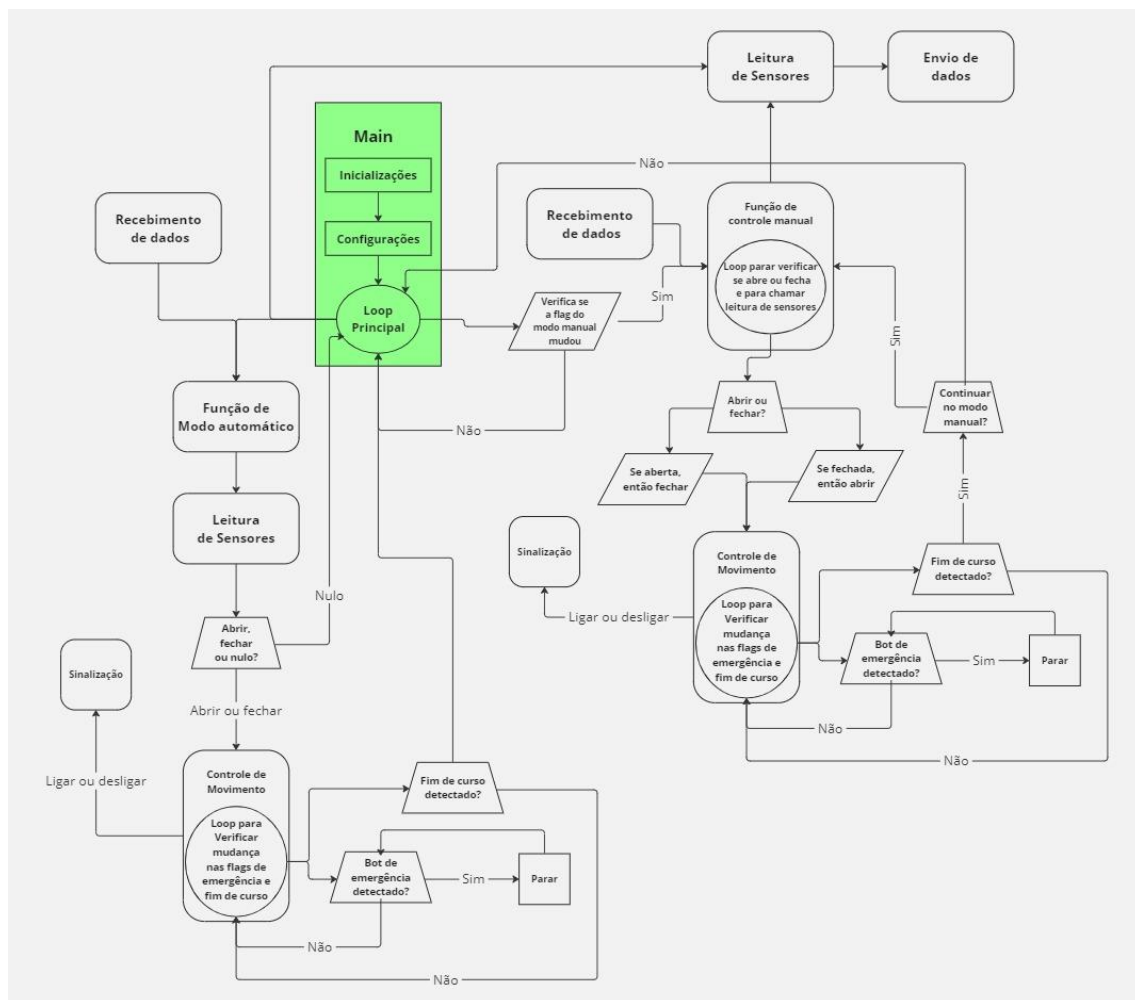 Leitura
de Sensores
Envio de
dados
Main
Inicializações
Configurações
Loop
Principal
Não
Recebimento
de dados
Recebimento
de dados
Função de
controle manual
Loop parar verificar
se abre ou fecha
e para chamar
leitura de sensores
Verifica se
a flag do
modo manual
mudou
Sim
Sim
Não
Função de
Modo automático
Abrir ou
fechar?
Continuar
no modo
manual?
Se aberta,
então fechar
Se fechada,
então abrir
Sim
Leitura
de Sensores
Nulo
Abrir,
fechar
ou nulo?
Sinalização
Ligar ou desligar
Controle de
Movimento
Loop para
Verificar
mudança
nas flags de
emergência e
fim de curso
Fim de curso
detectado?
Bot de
emergência
detectado?
Sim
Parar
Não
Não
Sinalização
Abrir ou fechar
Ligar ou desligar
Controle de
Movimento
Loop para
Verificar
mudança
nas flags de
emergência e
fim de curso
Fim de curso
detectado?
Bot de
emergência
detectado?
Sim
Parar
Não
Não